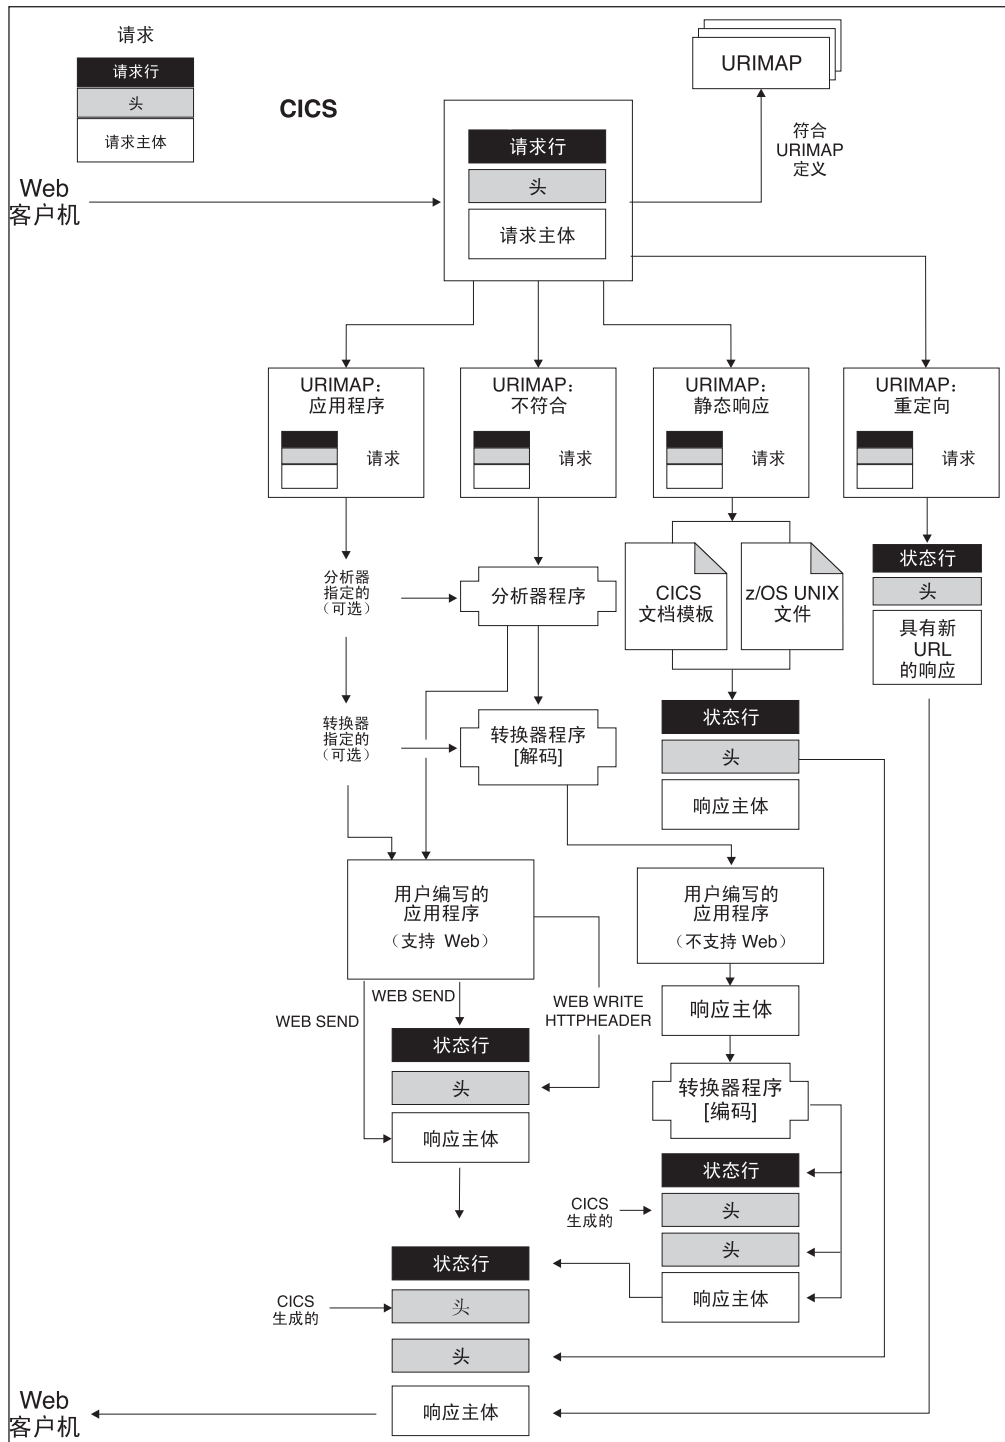 请求
请求行
头
请求主体
CICS
URIMAP
符合
URIMAP
定义
请求行
头
请求主体
Web
客户机
URIMAP：
应用程序
请求
URIMAP：
不符合
请求
URIMAP：
静态响应
请求
URIMAP：
重定向
请求
分析器
指定的
（可选）
分析器程序
CICS
文档模板
z/OS UNIX
文件
状态行
头
具有新
URL
的响应
转换器
指定的
（可选）
转换器程序
[解码]
状态行
头
响应主体
用户编写的
应用程序
（支持 Web）
用户编写的
应用程序
（不支持 Web）
WEB SEND
WEB SEND
WEB WRITE
HTTPHEADER
响应主体
状态行
头
响应主体
转换器程序
[编码]
状态行
CICS
生成的
头
头
响应主体
状态行
CICS
生成的
头
头
响应主体
Web
客户机